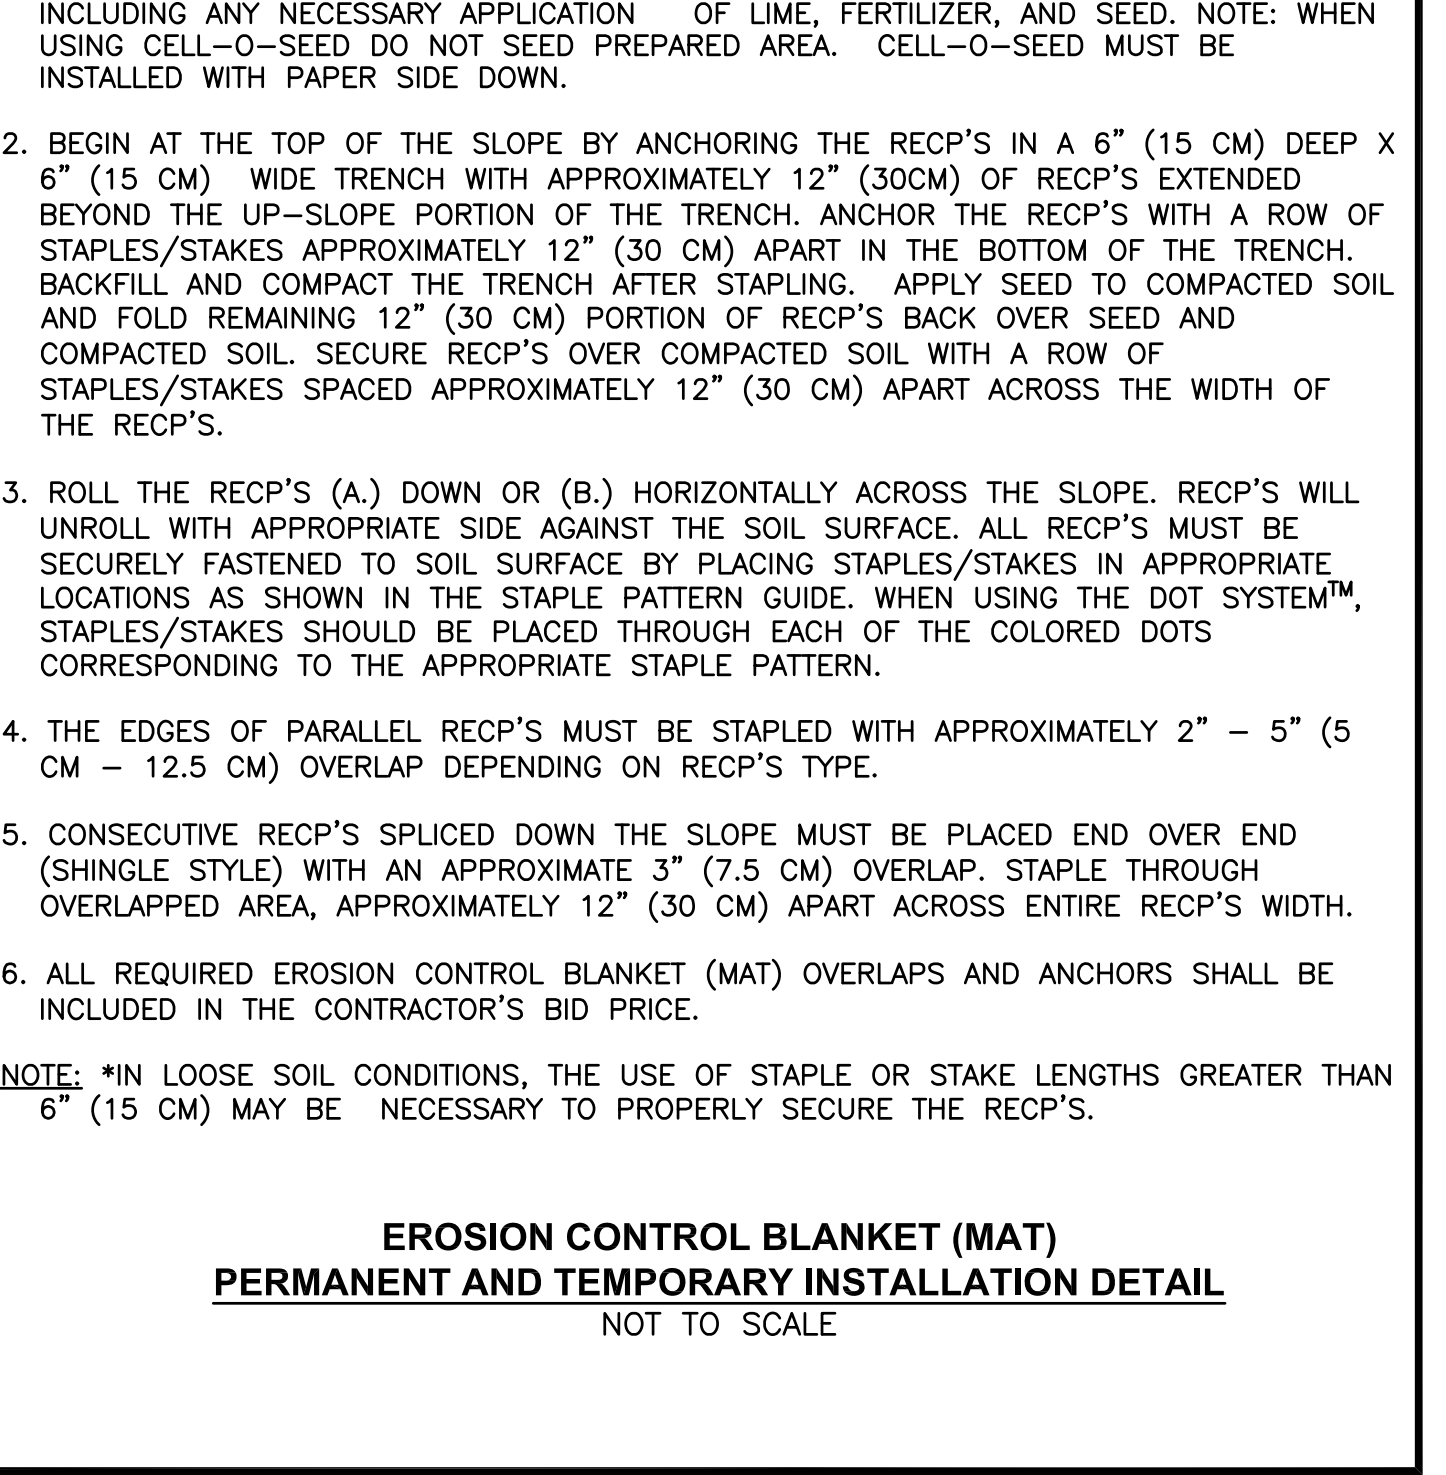 INCLUDING ANY NECESSARY APPLICATION OF LIME, FERTILIZER, AND SEED. NOTE: WHEN
USING CELL-O-SEED DO NOT SEED PREPARED AREA. CELL-O-SEED MUST BE
INSTALLED WITH PAPER SIDE DOWN.
2. BEGIN AT THE TOP OF THE SLOPE BY ANCHORING THE RECP'S IN A 6" (15 CM) DEEP X
6" (15 CM) WIDE TRENCH WITH APPROXIMATELY 12" (30CM) OF RECP'S EXTENDED
BEYOND THE UP-SLOPE PORTION OF THE TRENCH. ANCHOR THE RECP'S WITH A ROW OF
STAPLES/STAKES APPROXIMATELY 12" (30 CM) APART IN THE BOTTOM OF THE TRENCH.
BACKFILL AND COMPACT THE TRENCH AFTER STAPLING. APPLY SEED TO COMPACTED SOIL
AND FOLD REMAINING 12" (30 CM) PORTION OF RECP'S BACK OVER SEED AND
COMPACTED SOIL. SECURE RECP'S OVER COMPACTED SOIL WITH A ROW OF
STAPLES/STAKES SPACED APPROXIMATELY 12" (30 CM) APART ACROSS THE WIDTH OF
THE RECP'S.
3. ROLL THE RECP'S (A.) DOWN OR (B.) HORIZONTALLY ACROSS THE SLOPE. RECP'S WILL
UNROLL WITH APPROPRIATE SIDE AGAINST THE SOIL SURFACE. ALL RECP'S MUST BE
SECURELY FASTENED TO SOIL SURFACE BY PLACING STAPLES/STAKES IN APPROPRIATE
LOCATIONS AS SHOWN IN THE STAPLE PATTERN GUIDE. WHEN USING THE DOT SYSTEM™,
STAPLES/STAKES SHOULD BE PLACED THROUGH EACH OF THE COLORED DOTS
CORRESPONDING TO THE APPROPRIATE STAPLE PATTERN.
4. THE EDGES OF PARALLEL RECP'S MUST BE STAPLED WITH APPROXIMATELY 2" - 5" (5
CM - 12.5 CM) OVERLAP DEPENDING ON RECP'S TYPE.
5. CONSECUTIVE RECP'S SPLICED DOWN THE SLOPE MUST BE PLACED END OVER END
(SHINGLE STYLE) WITH AN APPROXIMATE 3" (7.5 CM) OVERLAP. STAPLE THROUGH
OVERLAPPED AREA, APPROXIMATELY 12" (30 CM) APART ACROSS ENTIRE RECP'S WIDTH.
6. ALL REQUIRED EROSION CONTROL BLANKET (MAT) OVERLAPS AND ANCHORS SHALL BE
INCLUDED IN THE CONTRACTOR'S BID PRICE.
NOTE: *IN LOOSE SOIL CONDITIONS, THE USE OF STAPLE OR STAKE LENGTHS GREATER THAN
6" (15 CM) MAY BE NECESSARY TO PROPERLY SECURE THE RECP'S.
EROSION CONTROL BLANKET (MAT)
PERMANENT AND TEMPORARY INSTALLATION DETAIL
NOT TO SCALE